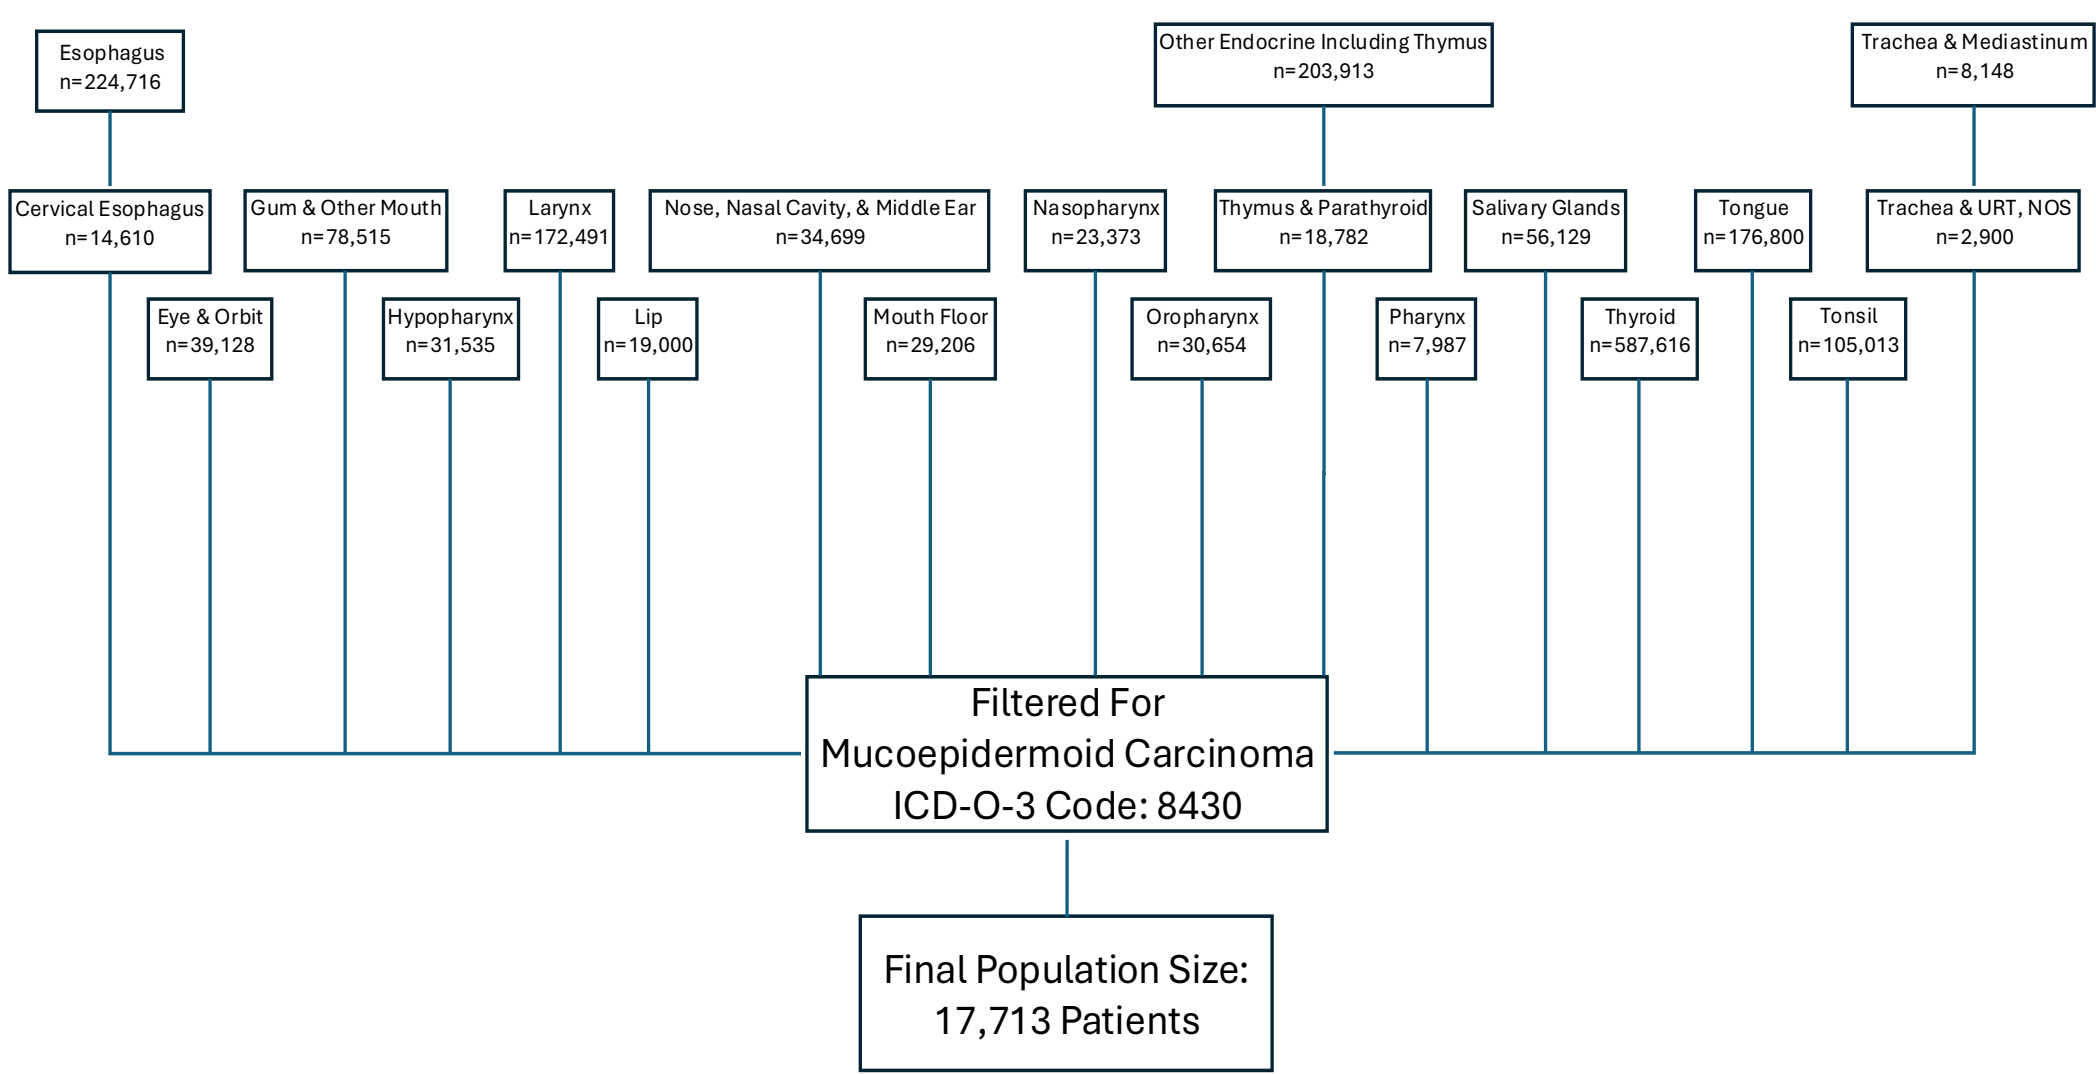 Esophagus
n=224,716
Other Endocrine Including Thymus
n=203,913
Trachea & Mediastinum
n=8,148
Cervical Esophagus
n=14,610
Gum & Other Mouth
n=78,515
Larynx
n=172,491
Nose, Nasal Cavity, & Middle Ear
n=34,699
Nasopharynx
n=23,373
Thymus & Parathyroid
n=18,782
Salivary Glands
n=56,129
Tongue
n=176,800
Trachea & URT, NOS
n=2,900
Eye & Orbit
n=39,128
Hypopharynx
n=31,535
Lip
n=19,000
Mouth Floor
n=29,206
Oropharynx
n=30,654
Pharynx
n=7,987
Thyroid
n=587,616
Tonsil
n=105,013
Filtered For
Mucoepidermoid Carcinoma
ICD-O-3 Code: 8430
Final Population Size:
17,713 Patients